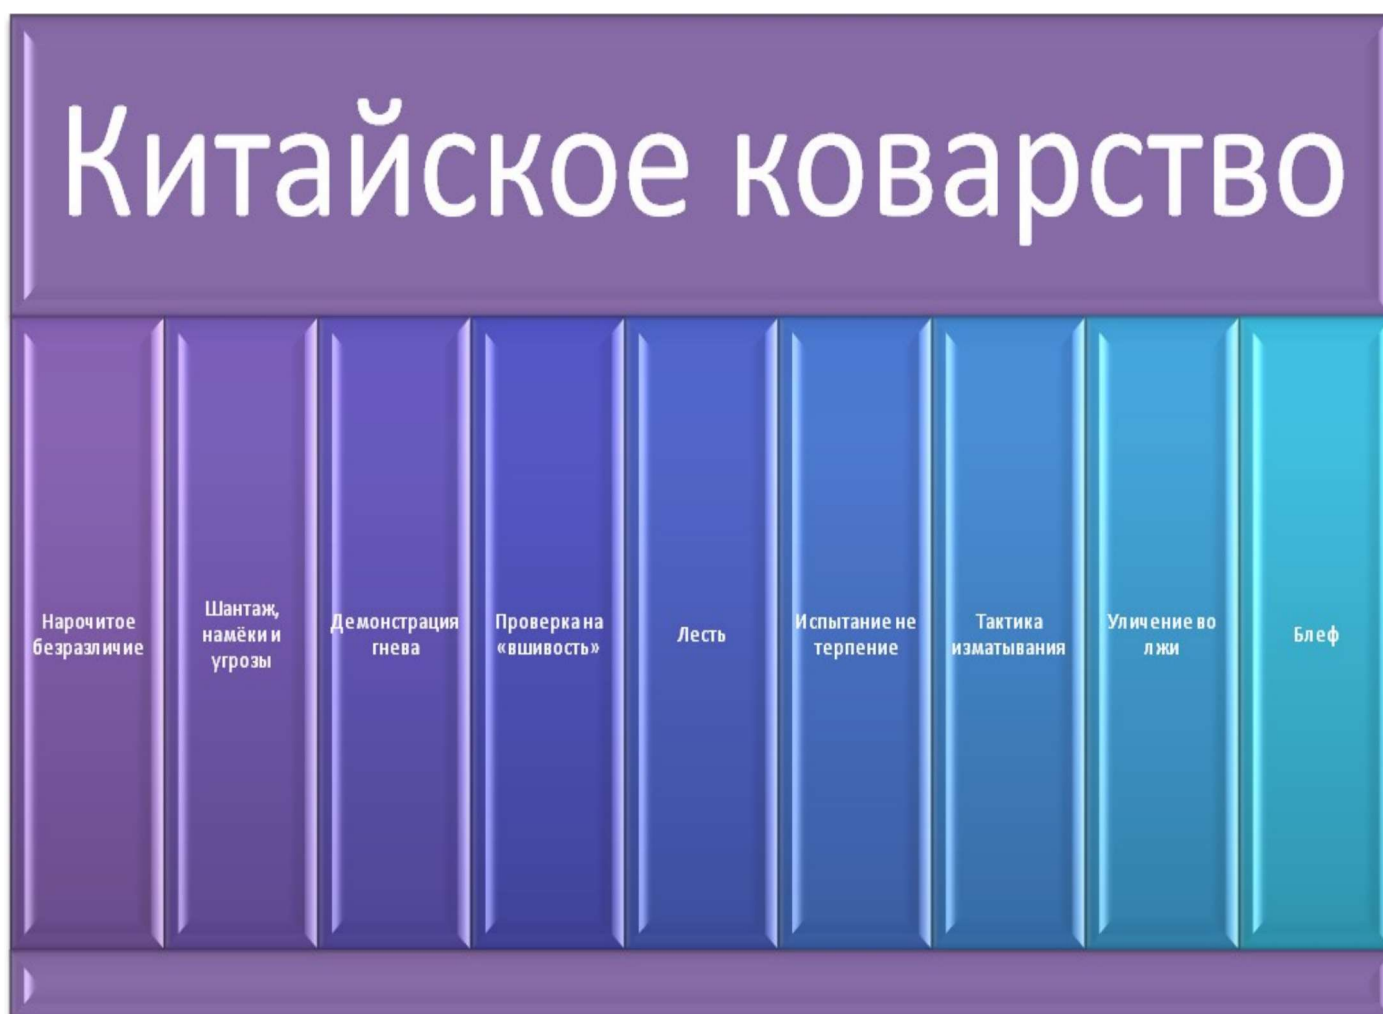 Китайское коварство
Нарочитое
безразличие
Шантаж,
намёки и
угрозы
Демонстрация
гнева
Проверка на
«вшивость»
Лесть
Испытание не
терпение
Тактика
изматывания
Уличение во
лжи
Блеф